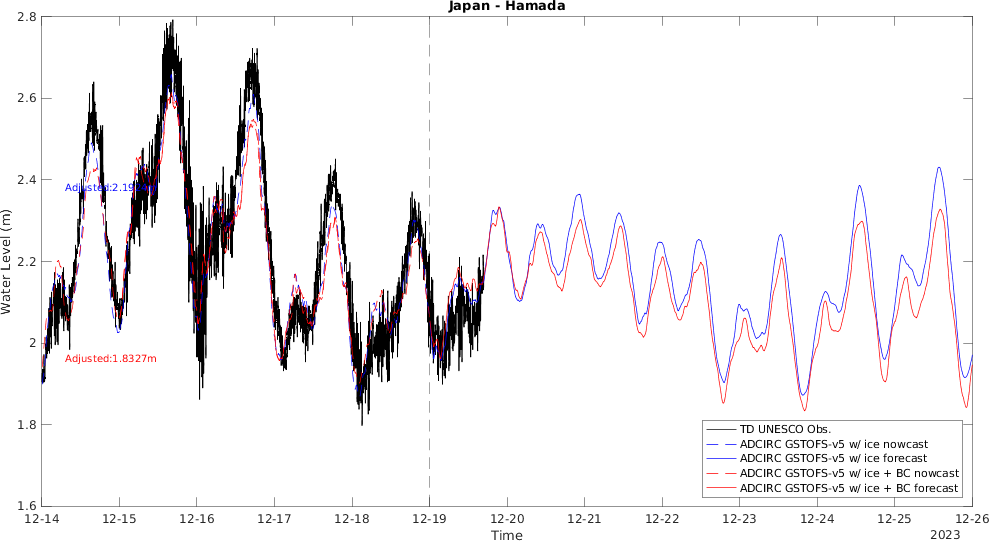 Japan - Hamada
2.8
2.6
2.4
2.2
2
1.8
1.6
Water Level (m)
Adjusted:1.8327m
TD UNESCO Obs.
ADCIRC GSTOFS-v5 w/ ice nowcast
ADCIRC GSTOFS-v5 w/ ice forecast
ADCIRC GSTOFS-v5 w/ ice + BC nowcast
ADCIRC GSTOFS-v5 w/ ice + BC forecast
12-14 12-15 12-16 12-17 12-18 12-19 12-20 12-21 12-22 12-23 12-24 12-25 12-26
Time
2023